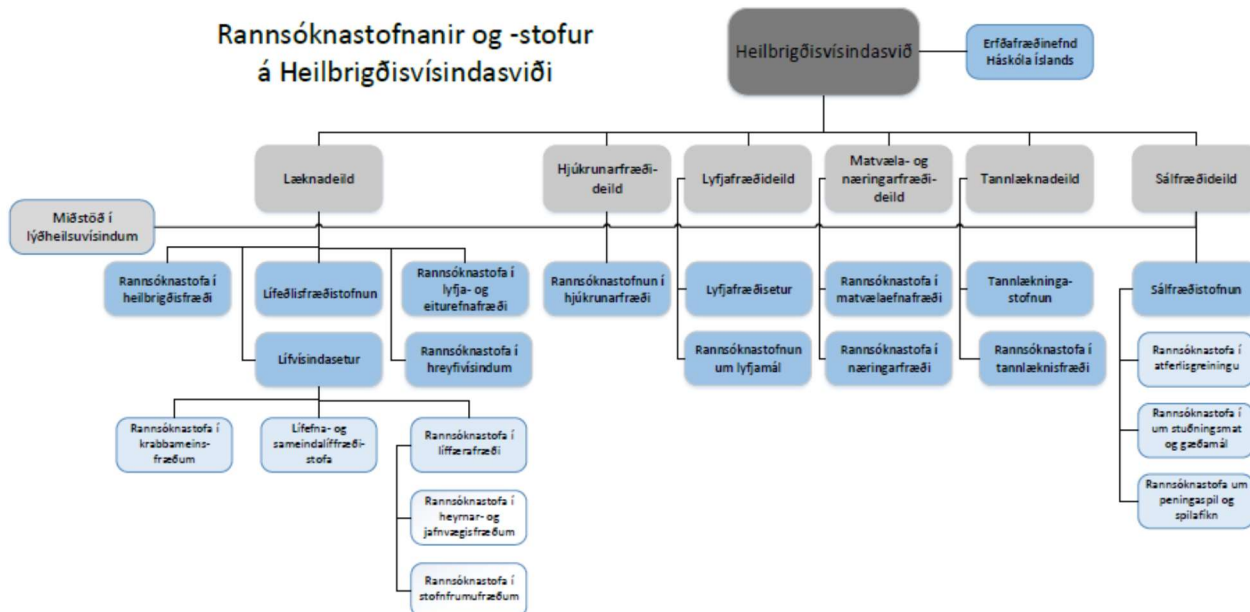 Rannsóknastofnanir og -stofur
á Heilbrigðisvísindasviði
Heilbrigðisvísindasvið
Erfðafræðinefnd
Háskóla Íslands
Læknadeild
Hjúkrunarfræði-
deild
Lyfjafræðideild
Matvæla- og
næringarfræði-
deild
Tannlæknadeild
Sálfræðideild
Miðstöð í
lýðheilsuvísindum
Rannsóknastofa í
heilbrigðisfræði
Lífeðlisfræðistofnun
Rannsóknastofa í
lyfja- og
eiturefnafræði
Rannsóknastofnun í
hjúkrunarfræði
Lyfjafræðisetur
Rannsóknastofa í
matvælaefnafræði
Tannlækninga-
stofnun
Sálfræðistofnun
Lífvísindasetur
Rannsóknastofa í
hreyfivísindum
Rannsóknastofnun
um lyfjamál
Rannsóknastofa í
næringarfræði
Rannsóknastofa í
tannlæknisfræði
Rannsóknastofa í
atferlisgreiningu
Rannsóknastofa í
krabbameins-
fræðum
Lífefna- og
sameindalíffræði-
stofa
Rannsóknastofa í
líffærafræði
Rannsóknastofa í
um stuðningsmat
og gæðamál
Rannsóknastofa í
heyrnar- og
jafnvægisfræðum
Rannsóknastofa um
peningaspil og
spilafíkn
Rannsóknastofa í
stofnfrumufræðum